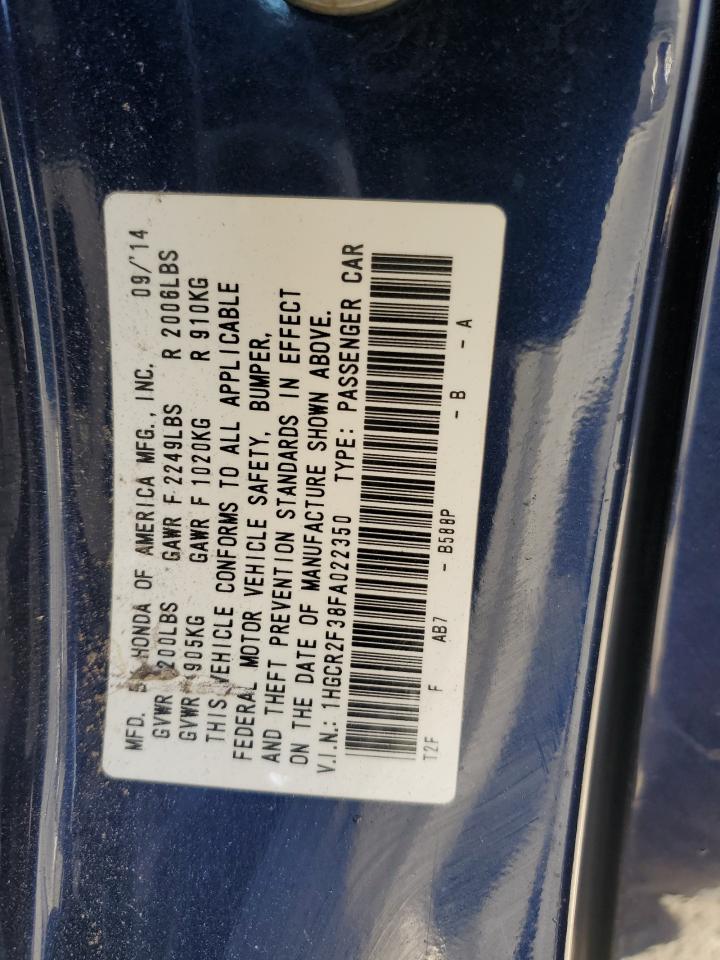 MFD. HONDA OF AMERICA MFG., INC. 09/'14
GVWR 200LBS GAWR F 2249LBS R 2006LBS
GVWR 905KG GAWR F 1020KG R 910KG
THIS VEHICLE CONFORMS TO ALL APPLICABLE
FEDERAL MOTOR VEHICLE SAFETY, BUMPER,
AND THEFT PREVENTION STANDARDS IN EFFECT
ON THE DATE OF MANUFACTURE SHOWN ABOVE.
V.I.N.: 1HGCR2F38FA022350 TYPE: PASSENGER CAR
T2F F AB7 - B588P - B - A